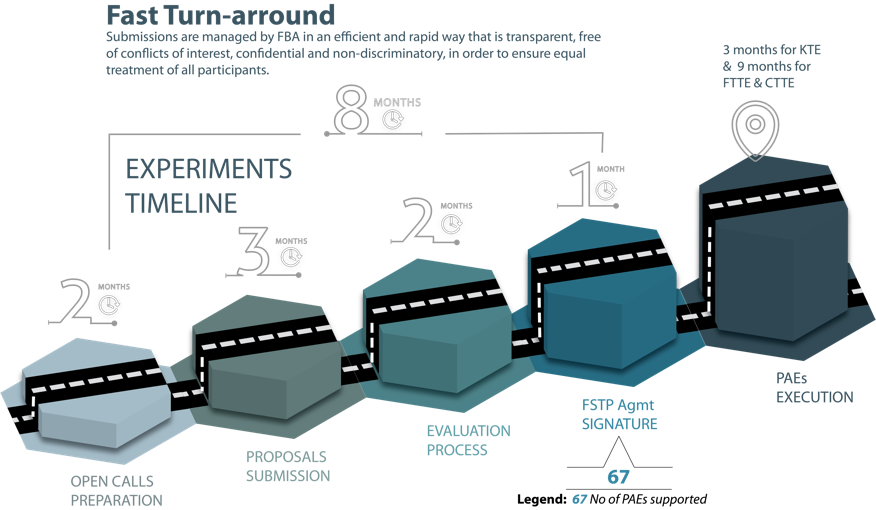 Fast Turn-arround
Submissions are managed by FBA in an efficient and rapid way that is transparent, free
of conflicts of interest, confidential and non-discriminatory, in order to ensure equal
treatment of all participants.
3 months for KTE
& 9 months for
FTTE & CTTE
8 MONTHS
EXPERIMENTS
TIMELINE
1 MONTH
2 MONTHS
3 MONTHS
2 MONTHS
PAEs
EXECUTION
FSTP Agmt
SIGNATURE
EVALUATION
PROCESS
PROPOSALS
SUBMISSION
OPEN CALLS
PREPARATION
67
Legend: 67 No of PAEs supported